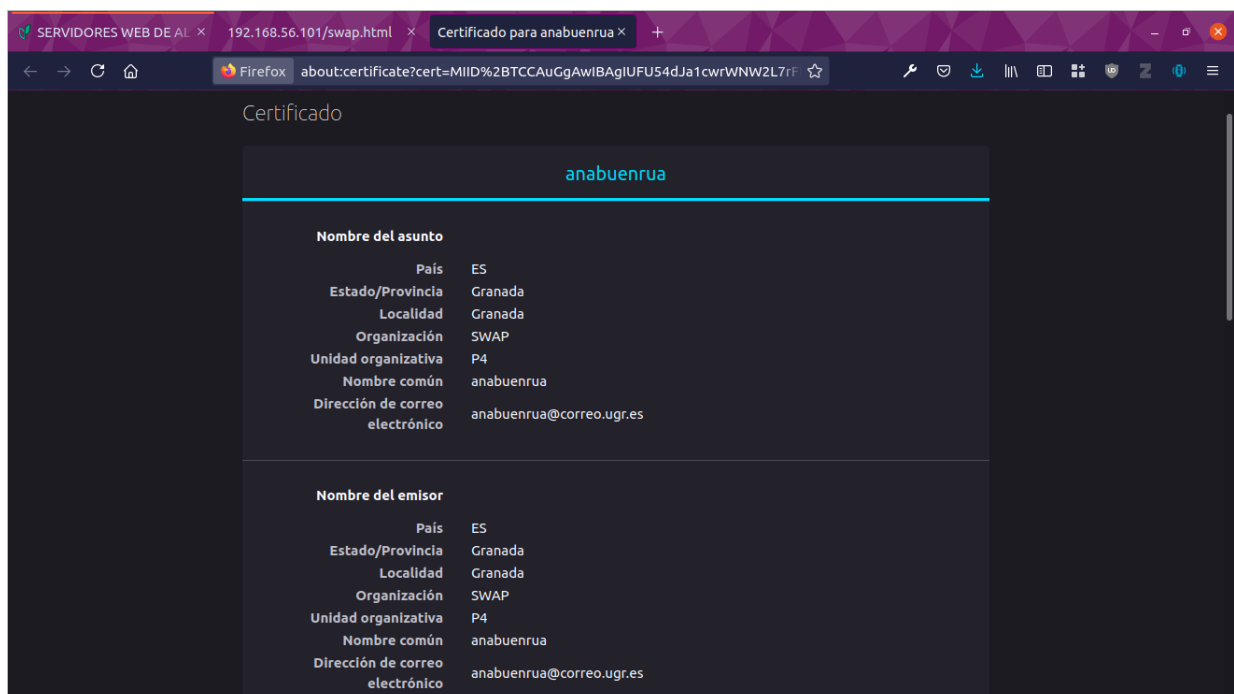 SERVIDORES WEB DE AL
192.168.56.101/swap.html
Certificado para anabuenrua
Firefox about:certificate?cert=MIID%2BTCCAuGgAwIBAgIUFU54dJa1cwrWNW2L7rF
Certificado
anabuenrua
Nombre del asunto
País ES
Estado/Provincia Granada
Localidad Granada
Organización SWAP
Unidad organizativa P4
Nombre común anabuenrua
Dirección de correo
electrónico anabuenrua@correo.ugr.es
Nombre del emisor
País ES
Estado/Provincia Granada
Localidad Granada
Organización SWAP
Unidad organizativa P4
Nombre común anabuenrua
Dirección de correo
electrónico anabuenrua@correo.ugr.es